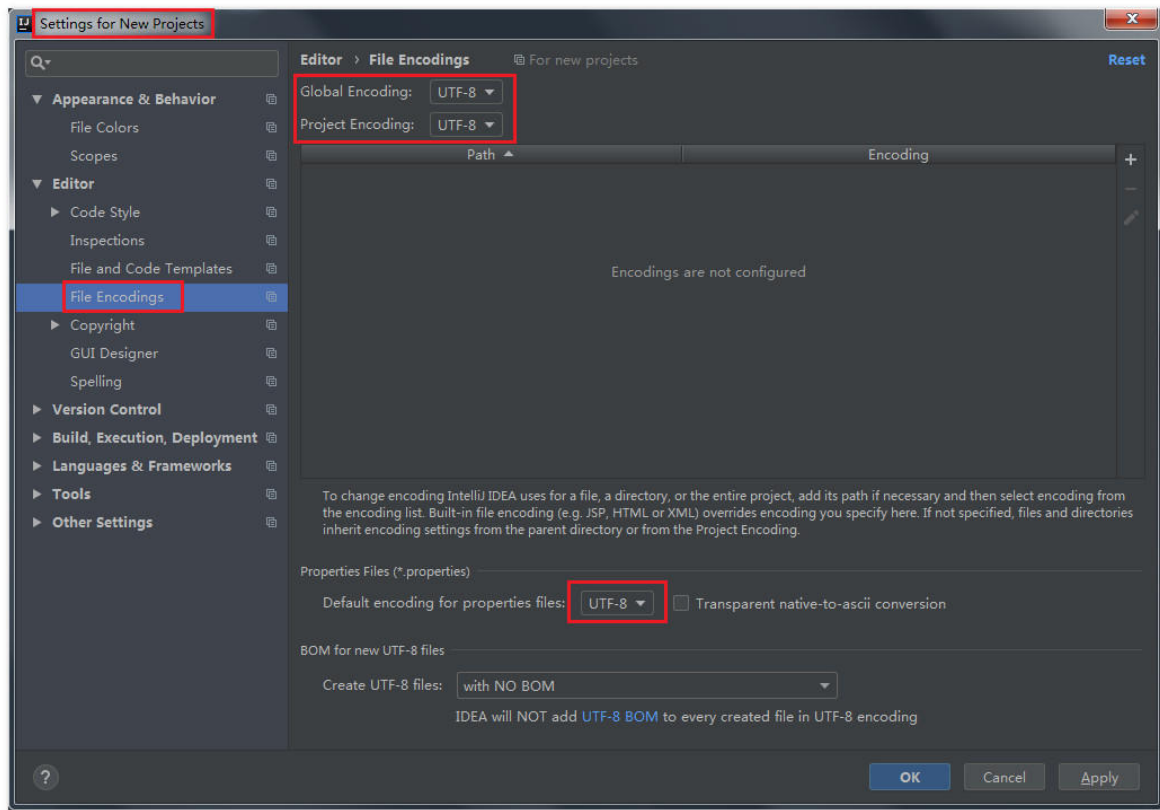 Settings for New Projects
Editor › File Encodings For new projects Reset
Global Encoding: UTF-8
Project Encoding: UTF-8
Appearance & Behavior
File Colors
Scopes
Editor
Code Style
Inspections
File and Code Templates
File Encodings
Copyright
GUI Designer
Spelling
Version Control
Build, Execution, Deployment
Languages & Frameworks
Tools
Other Settings
Path Encoding
Encodings are not configured
To change encoding IntelliJ IDEA uses for a file, a directory, or the entire project, add its path if necessary and then select encoding from
the encoding list. Built-in file encoding (e.g. JSP, HTML or XML) overrides encoding you specify here. If not specified, files and directories
inherit encoding settings from the parent directory or from the Project Encoding.
Properties Files (*.properties)
Default encoding for properties files: UTF-8 Transparent native-to-ascii conversion
BOM for new UTF-8 files
Create UTF-8 files: with NO BOM
IDEA will NOT add UTF-8 BOM to every created file in UTF-8 encoding
? OK Cancel Apply